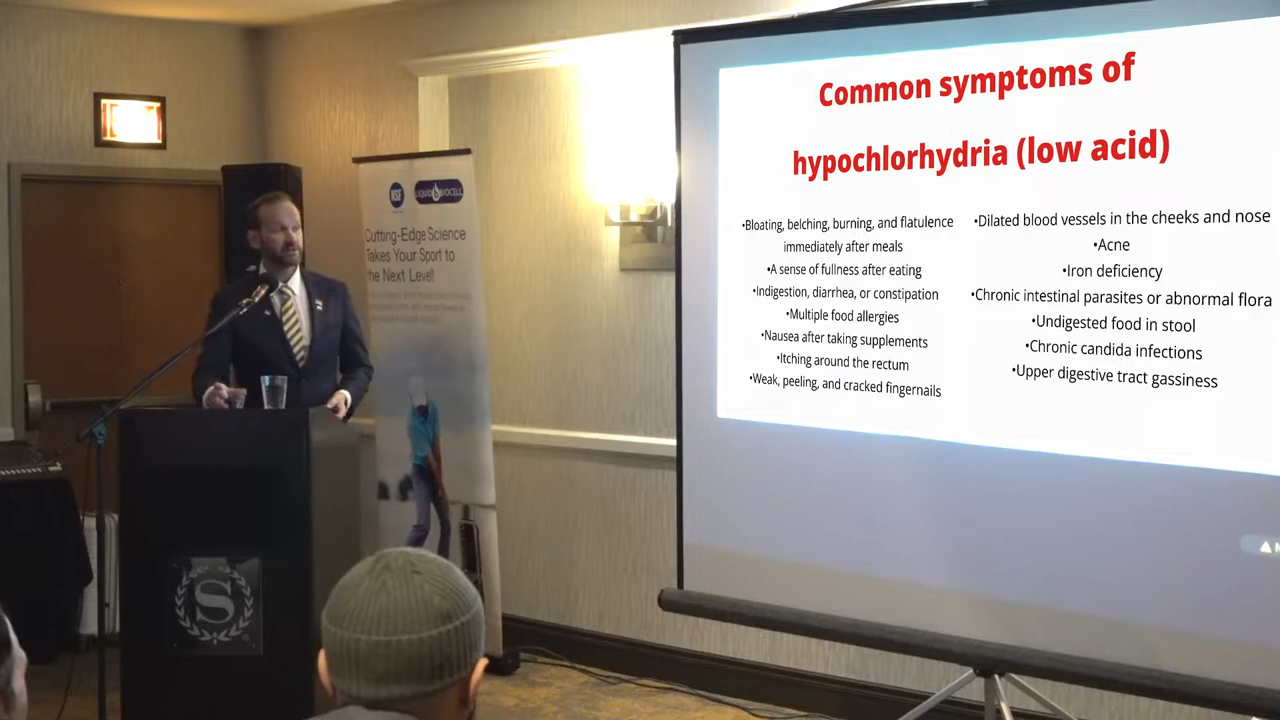 Common symptoms of
hypochlorhydria (low acid)
•Bloating, belching, burning, and flatulence
immediately after meals
•A sense of fullness after eating
•Indigestion, diarrhea, or constipation
•Multiple food allergies
•Nausea after taking supplements
•Itching around the rectum
•Weak, peeling, and cracked fingernails
•Dilated blood vessels in the cheeks and nose
•Acne
•Iron deficiency
•Chronic intestinal parasites or abnormal flora
•Undigested food in stool
•Chronic candida infections
•Upper digestive tract gassiness
NSF
LIQUID BIOCELL
Cutting-Edge Science
Takes Your Sport to
the Next Level!
S